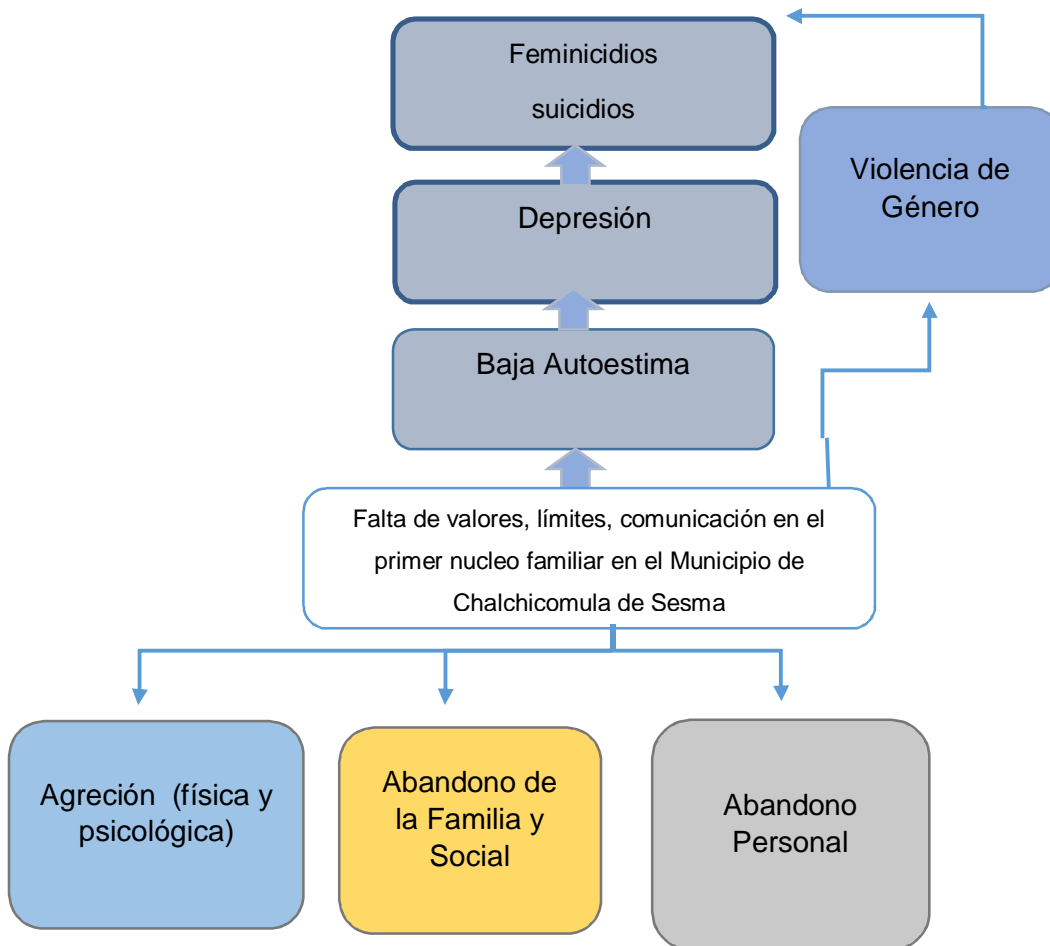 Feminicidios
suicidios
Violencia de
Género
Depresión
Baja Autoestima
Falta de valores, límites, comunicación en el
primer nucleo familiar en el Municipio de
Chalchicomula de Sesma
Agreción (física y
psicológica)
Abandono de
la Familia y
Social
Abandono
Personal